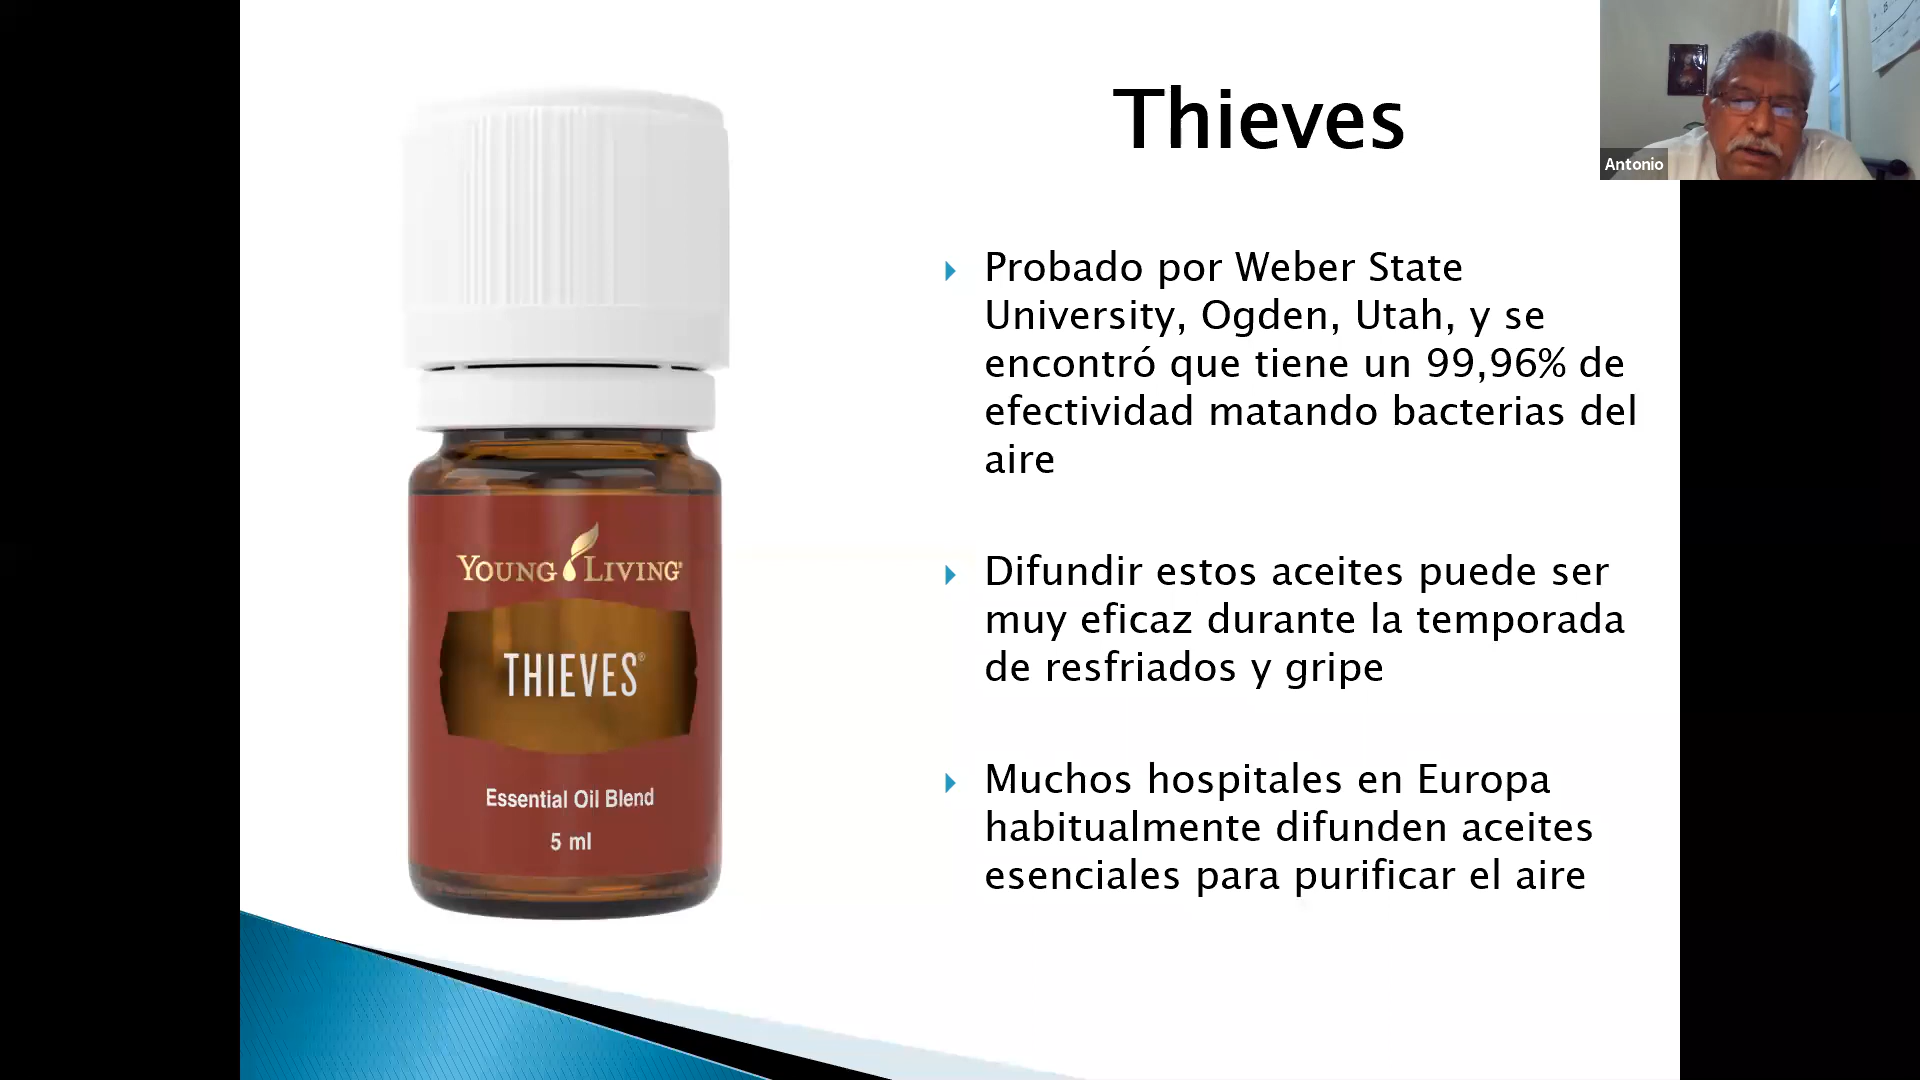 Thieves
Antonio
Probado por Weber State
University, Ogden, Utah, y se
encontró que tiene un 99,96% de
efectividad matando bacterias del
aire
Difundir estos aceites puede ser
muy eficaz durante la temporada
de resfriados y gripe
Muchos hospitales en Europa
habitualmente difunden aceites
esenciales para purificar el aire
YOUNG LIVING®
THIEVES®
Essential Oil Blend
5 ml